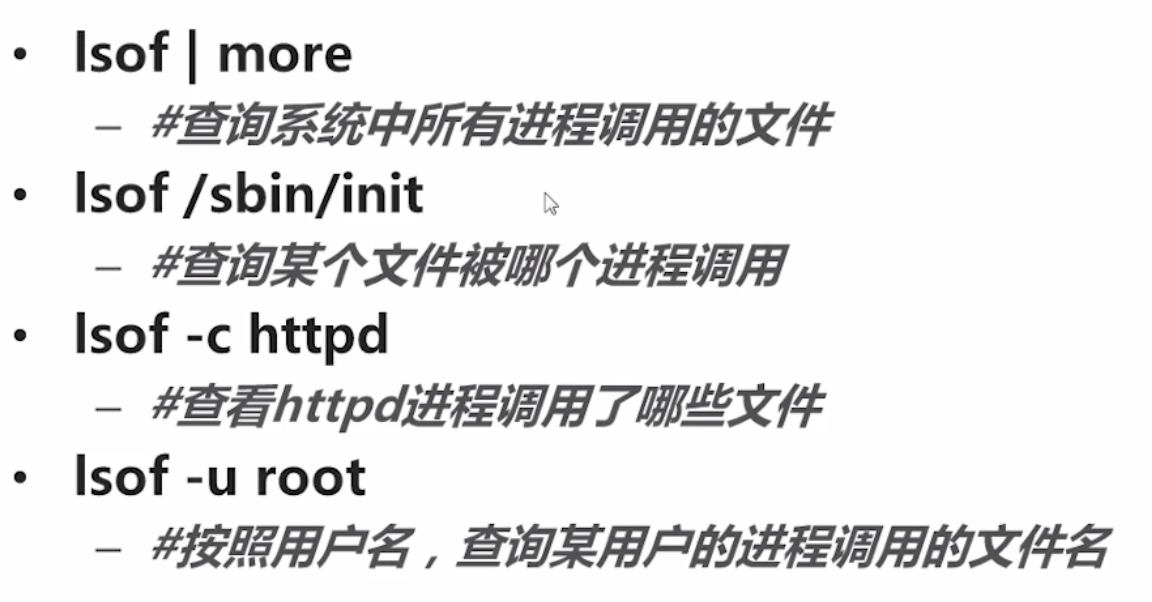 • lsof | more
– #查询系统中所有进程调用的文件
• lsof /sbin/init
– #查询某个文件被哪个进程调用
• lsof -c httpd
– #查看httpd进程调用了哪些文件
• lsof -u root
– #按照用户名，查询某用户的进程调用的文件名